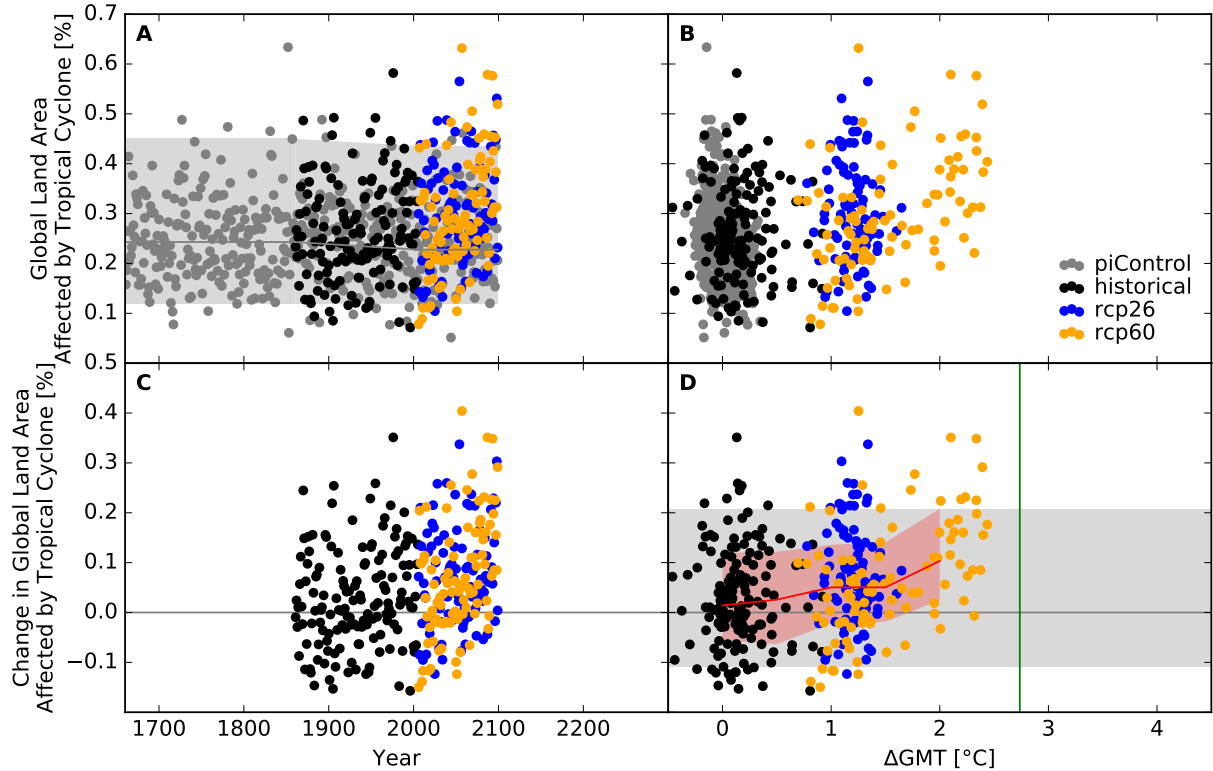 A
B
Global Land Area
Affected by Tropical Cyclone [%]
0.7
0.6
0.5
0.4
0.3
0.2
0.1
piControl
historical
rcp26
rcp60
C
D
Change in Global Land Area
Affected by Tropical Cyclone [%]
0.5
0.4
0.3
0.2
0.1
0.0
−0.1
1700 1800 1900 2000 2100 2200
0 1 2 3 4
Year
ΔGMT [°C]